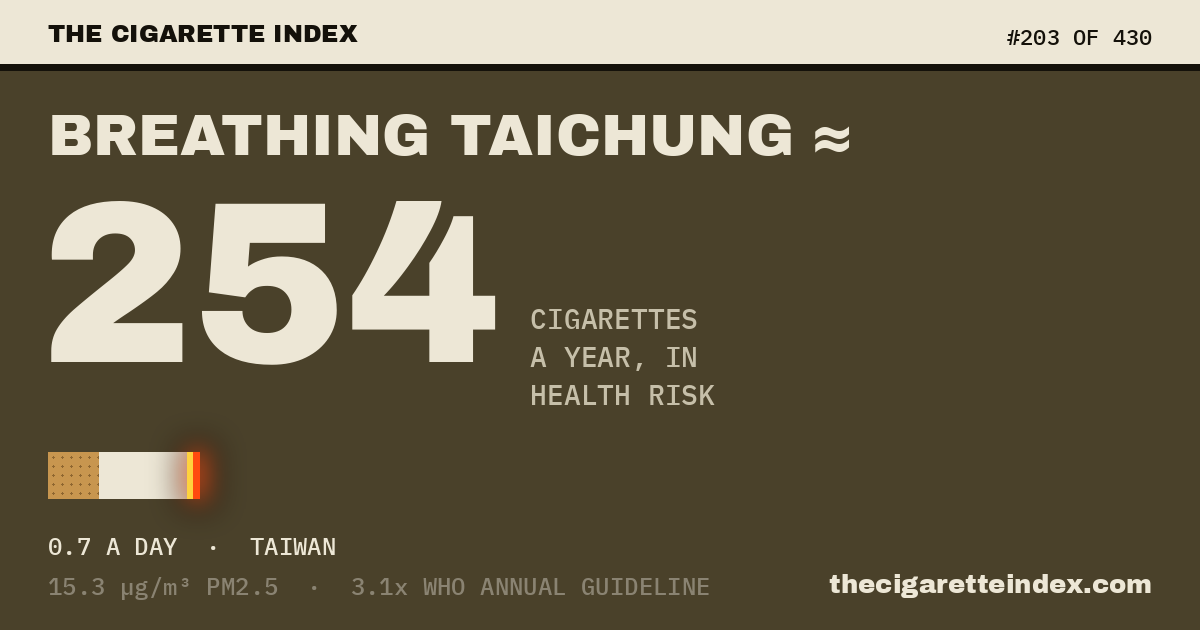 THE CIGARETTE INDEX
#203 OF 430
BREATHING TAICHUNG ≈
254
CIGARETTES
A YEAR, IN
HEALTH RISK
0.7 A DAY · TAIWAN
15.3 µg/m³ PM2.5 · 3.1x WHO ANNUAL GUIDELINE
thecigaretteindex.com